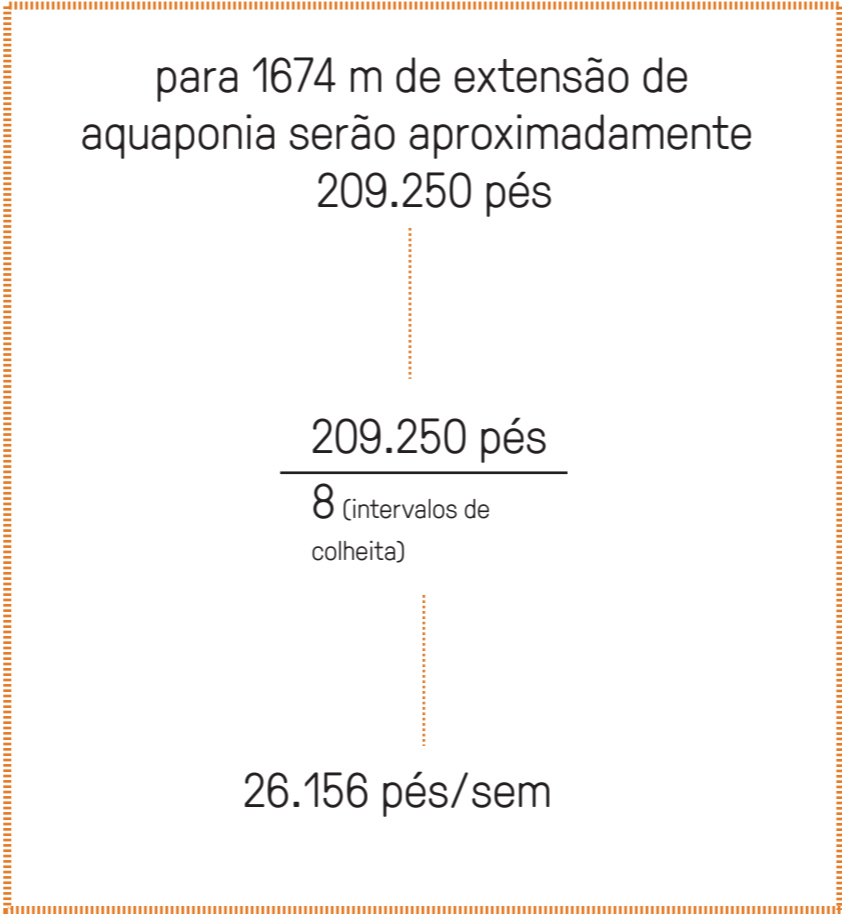 para 1674 m de extensão de
aquaponia serão aproximadamente
209.250 pés
209.250 pés
8 (intervalos de
colheita)
26.156 pés/sem